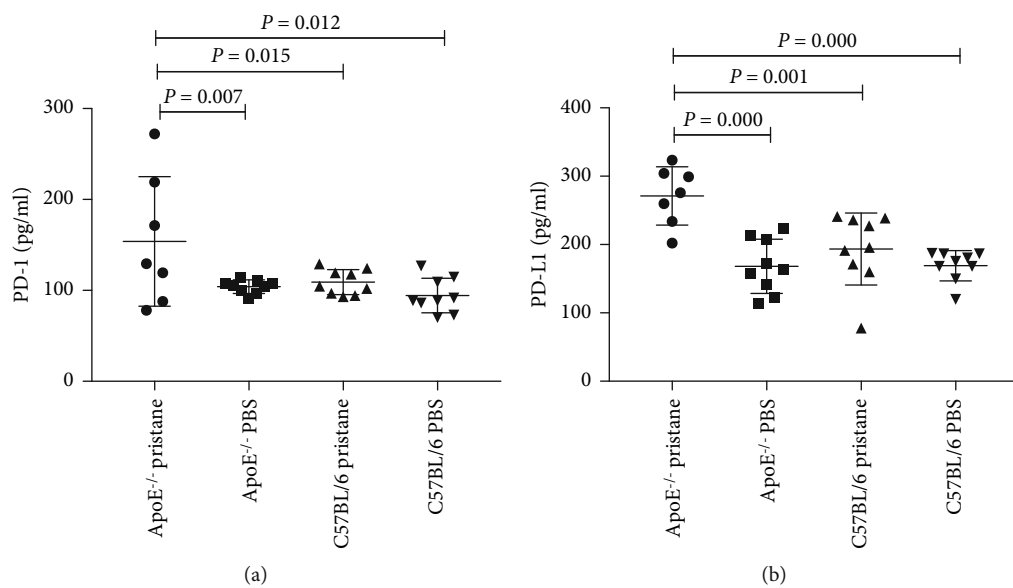 P = 0.012
P = 0.015
P = 0.007
300
200
100
0
PD-1 (pg/ml)
ApoE-/- pristane
ApoE-/- PBS
C57BL/6 pristane
C57BL/6 PBS
(a)
P = 0.000
P = 0.001
P = 0.000
400
300
200
100
0
PD-L1 (pg/ml)
ApoE-/- pristane
ApoE-/- PBS
C57BL/6 pristane
C57BL/6 PBS
(b)